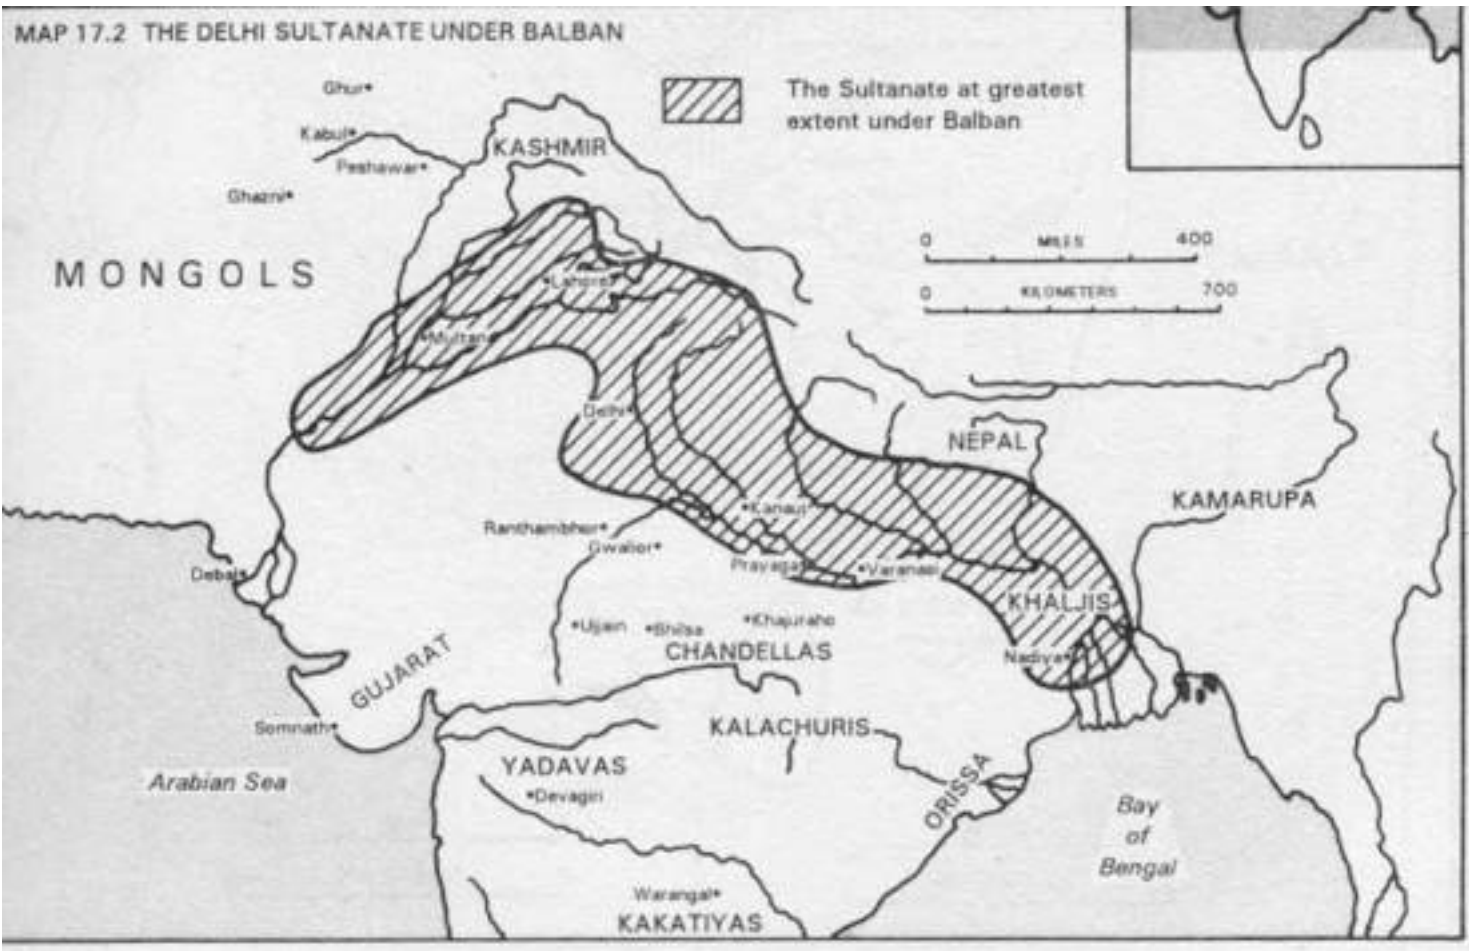 MAP 17.2 THE DELHI SULTANATE UNDER BALBAN
The Sultanate at greatest
extent under Balban
Ghur
Kabul
KASHMIR
Peshawar
Ghazni
0 MILES 400
MONGOLS
Lahore
0 KILOMETERS 700
Multan
Delhi
NEPAL
KAMARUPA
Kanauj
Ranthambhor
Gwalior
Prayaga
Varanasi
Debal
KHALJIS
Khajuraho
Ujjain
Bhilsa
CHANDELLAS
Nadiya
GUJARAT
Somnath
KALACHURIS
YADAVAS
Arabian Sea
Devagiri
ORISSA
Bay
of
Bengal
Warangal
KAKATIYAS